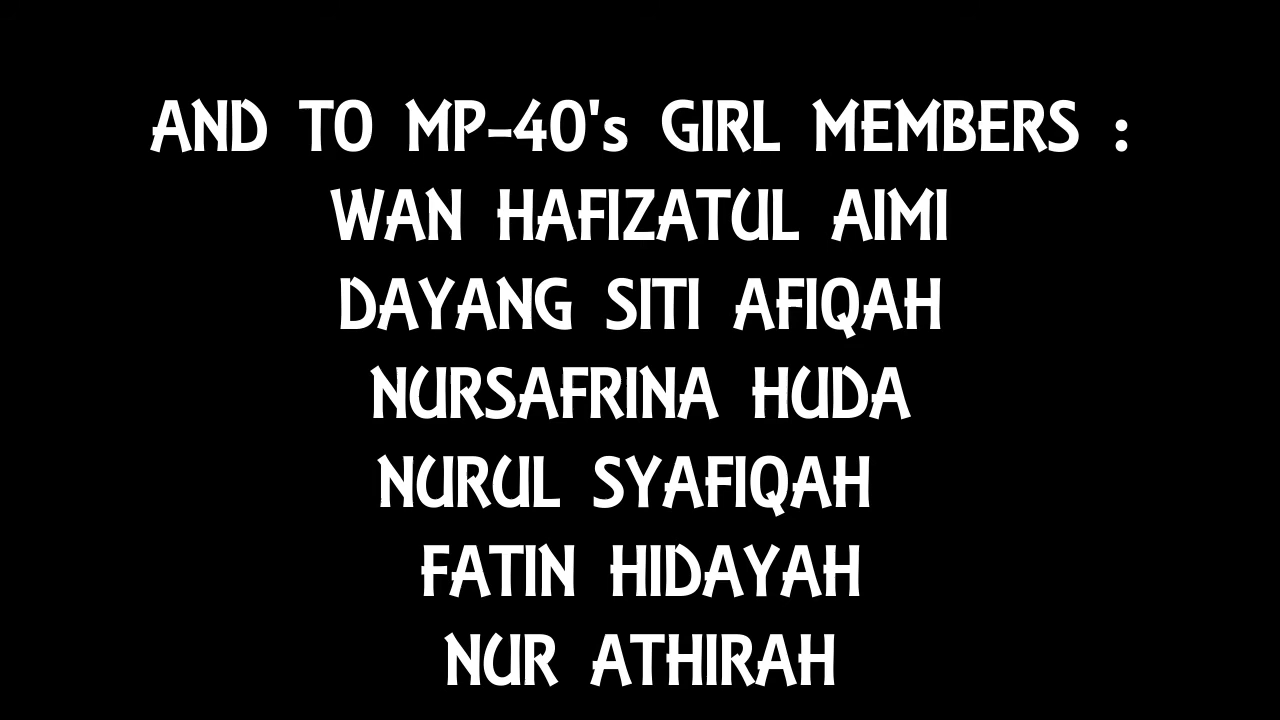 AND TO MP-40's GIRL MEMBERS :
WAN HAFIZATUL AIMI
DAYANG SITI AFIQAH
NURSAFRINA HUDA
NURUL SYAFIQAH
FATIN HIDAYAH
NUR ATHIRAH